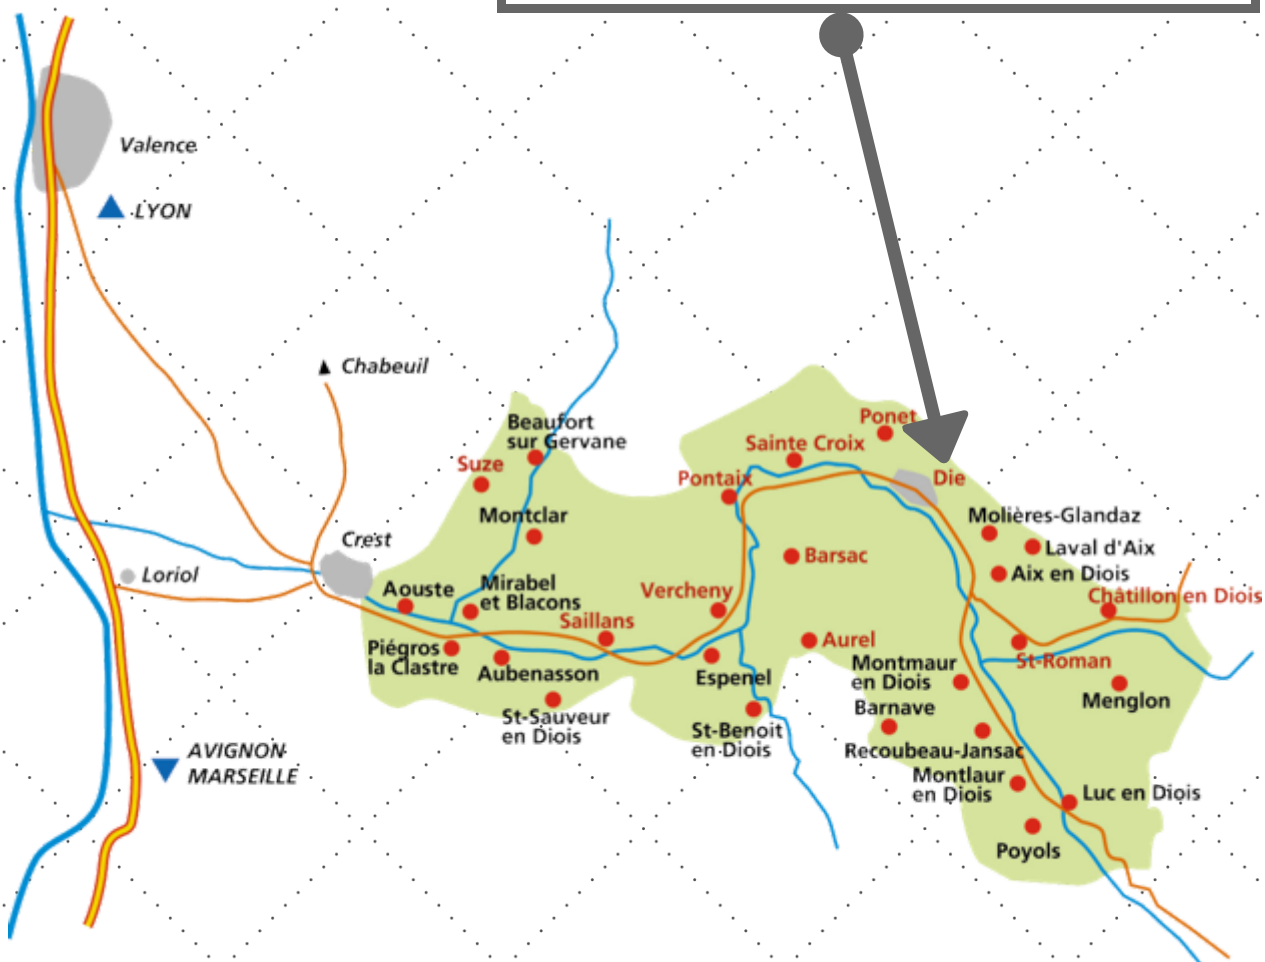 Valence
LYON
Chabeuil
Beaufort
sur Gervane
Suze
Montclar
Crest
Loriol
Aouste
Mirabel
et Blacons
Saillans
Piégros
la Clastre
Aubenasson
St-Sauveur
en Diois
Ponet
Sainte Croix
Pontaix
Die
Molières-Glandaz
Laval d'Aix
Aix en Diois
Barsac
Châtillon en Diois
Vercheny
Aurel
St-Roman
Espenel
Montmaur
en Diois
Menglon
Barnave
St-Benoit
en Diois
Recoubeau-Jansac
Montlaur
en Diois
Luc en Diois
Poyols
AVIGNON
MARSEILLE